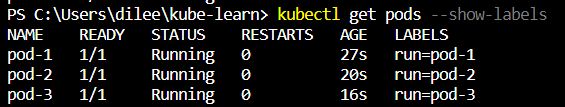 PS C:\Users\dilee\kube-learn> kubectl get pods --show-labels
NAME READY STATUS RESTARTS AGE LABELS
pod-1 1/1 Running 0 27s run=pod-1
pod-2 1/1 Running 0 20s run=pod-2
pod-3 1/1 Running 0 16s run=pod-3